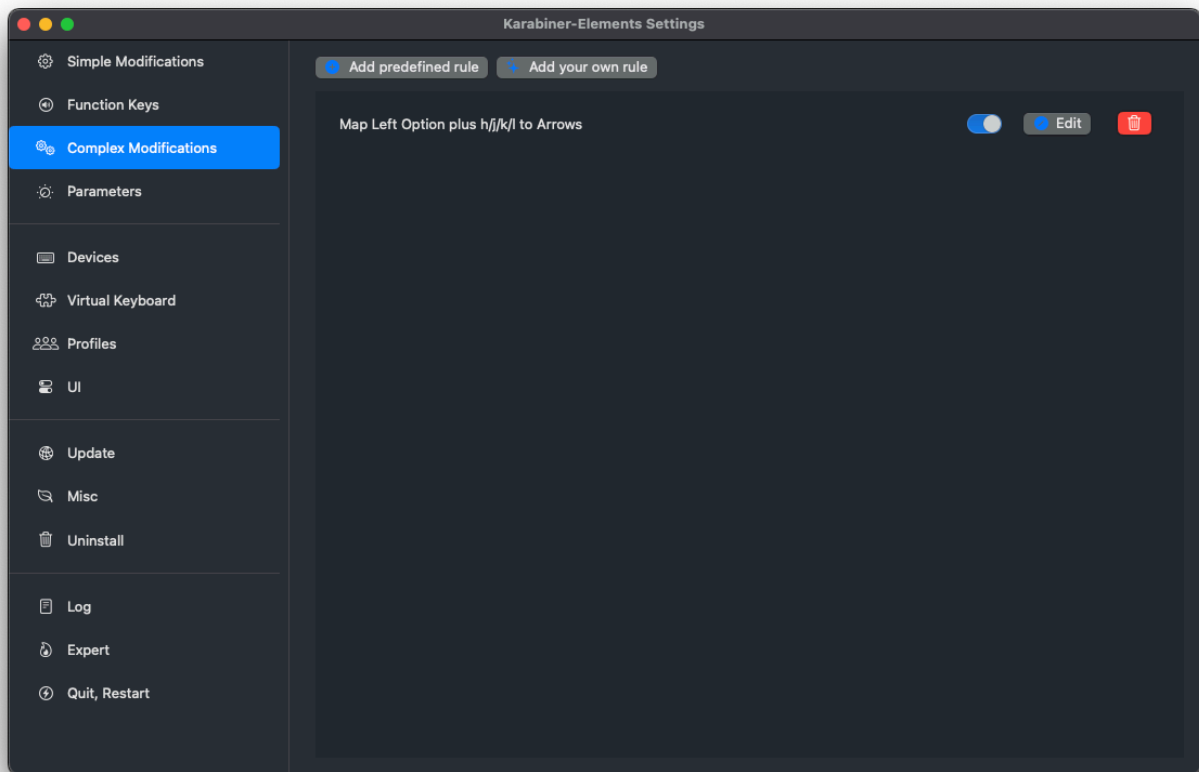 Karabiner-Elements Settings
Simple Modifications
Function Keys
Complex Modifications
Parameters
Devices
Virtual Keyboard
Profiles
UI
Update
Misc
Uninstall
Log
Expert
Quit, Restart
Add predefined rule
Add your own rule
Map Left Option plus h/j/k/l to Arrows
Edit